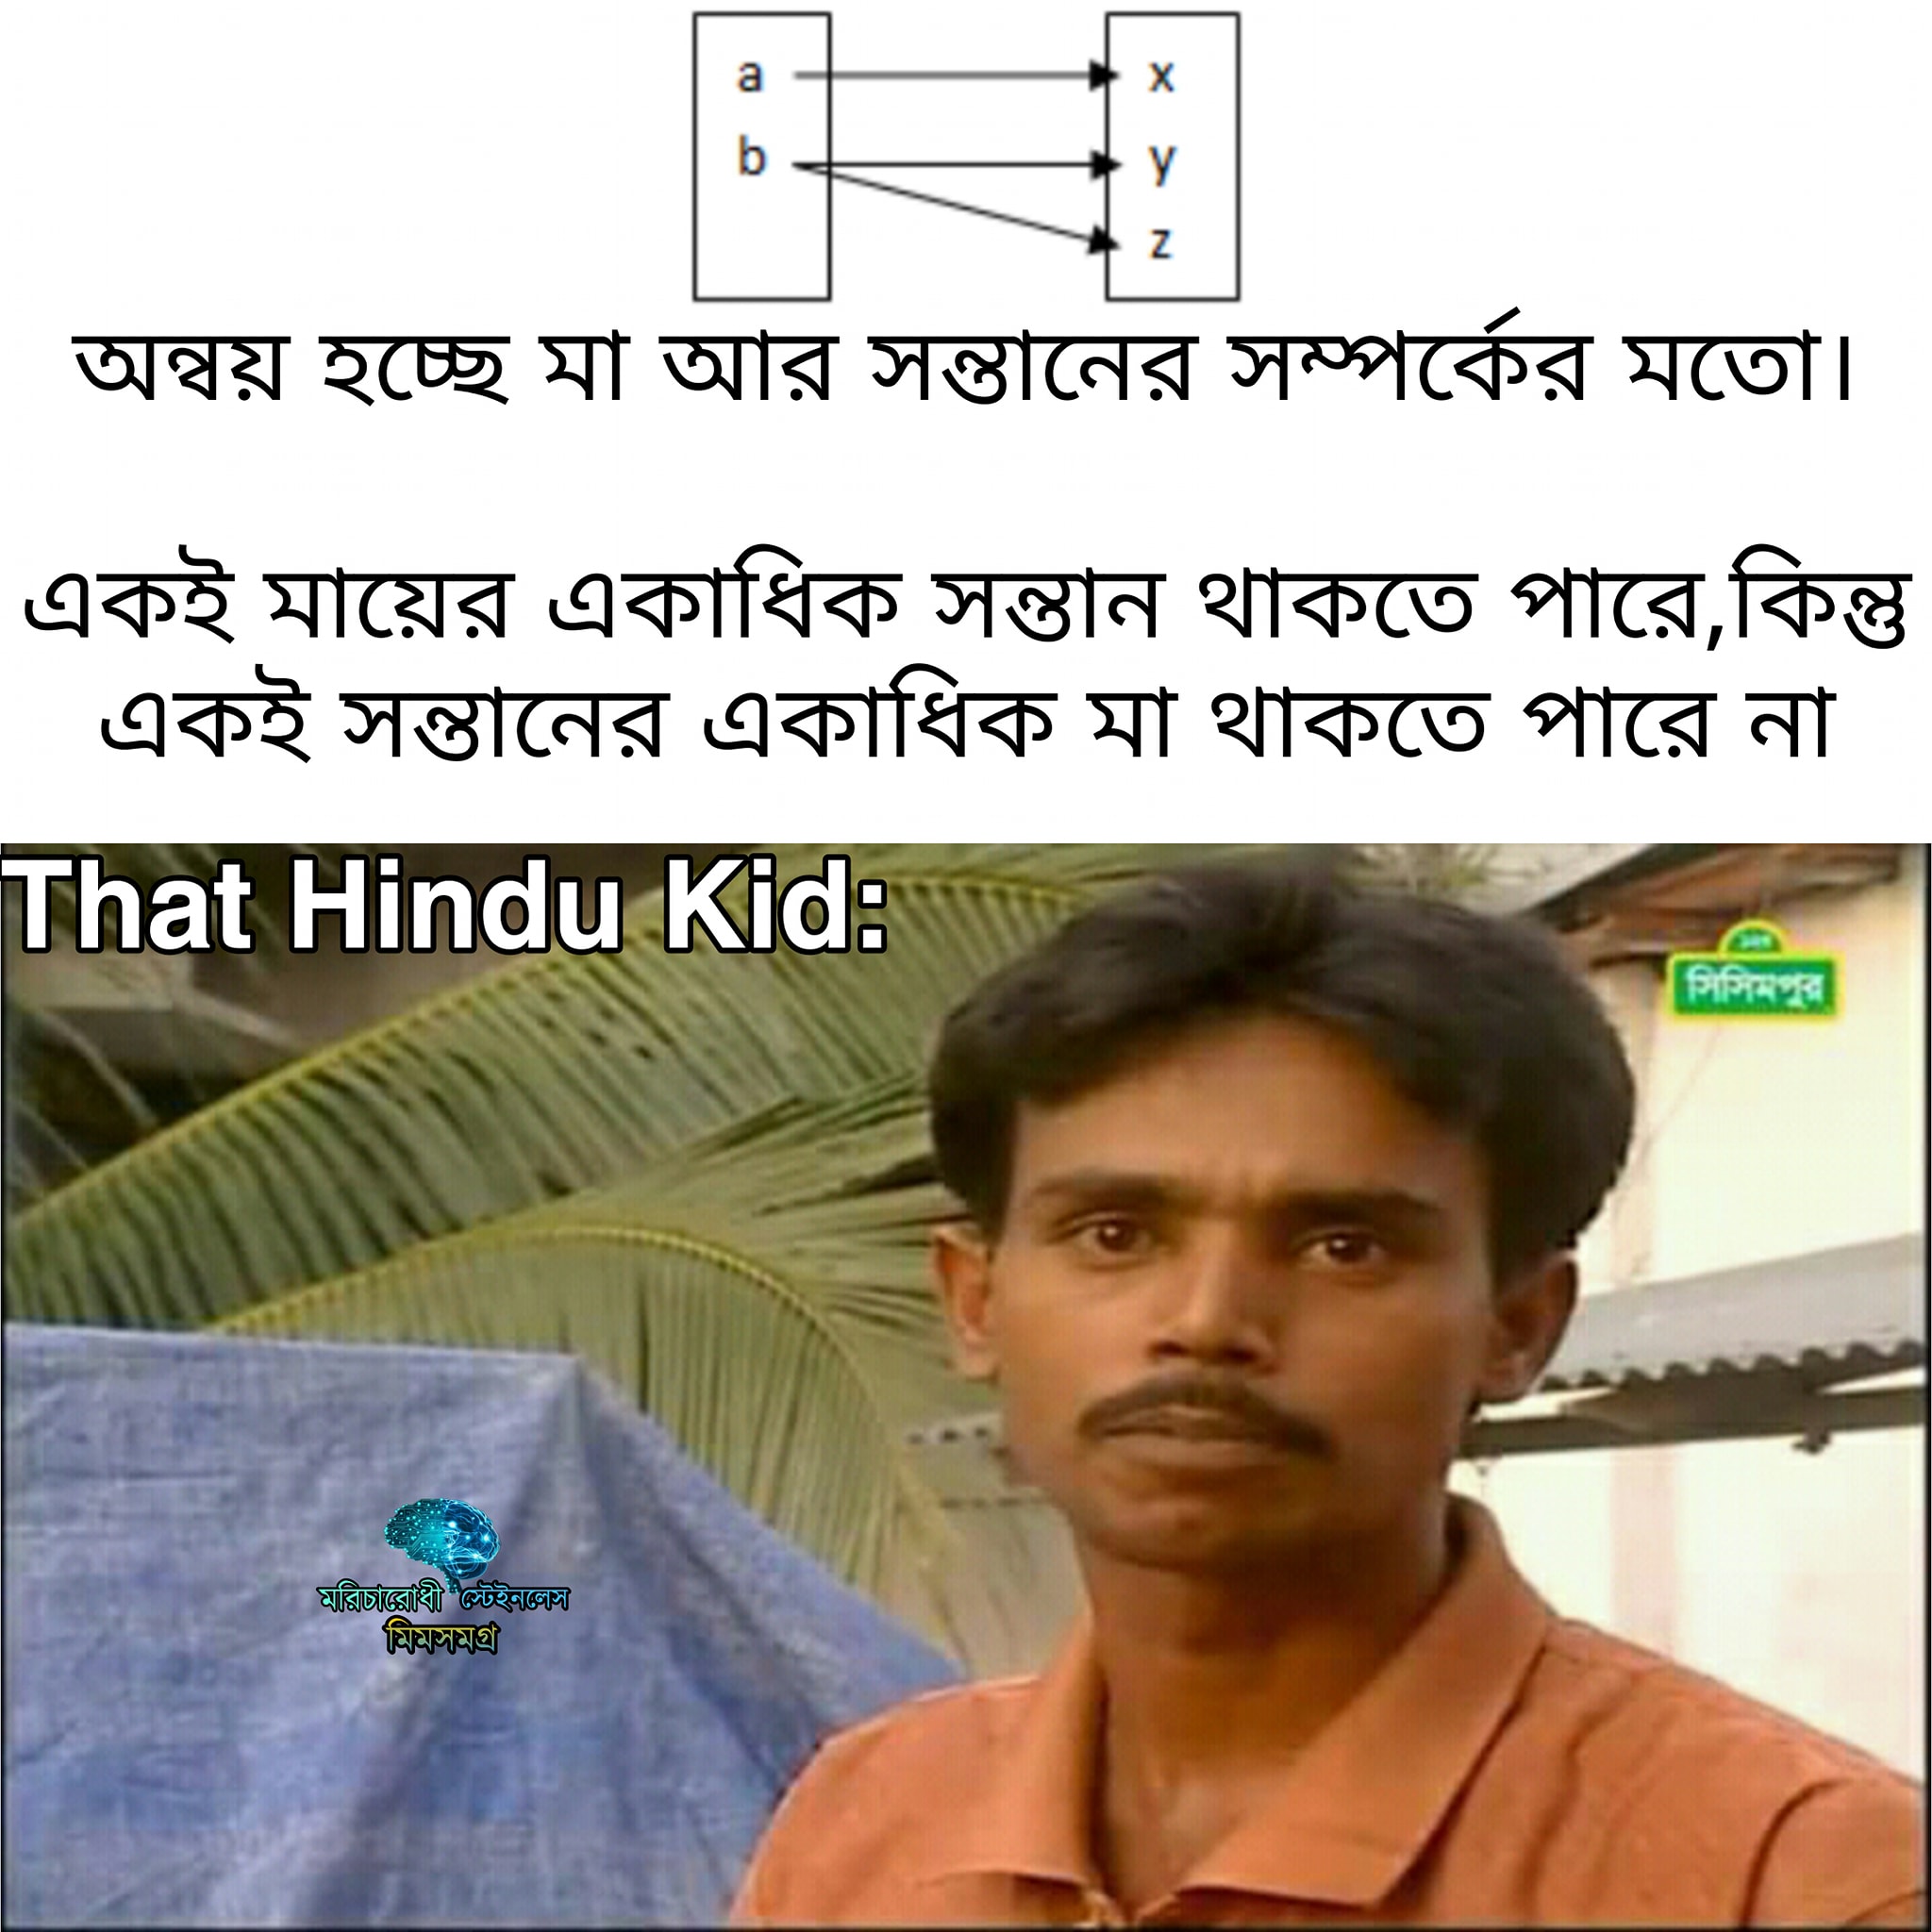 a x
b y
z
অন্বয় হচ্ছে মা আর সন্তানের সম্পর্কের মতো।
একই মায়ের একাধিক সন্তান থাকতে পারে,কিন্তু
একই সন্তানের একাধিক মা থাকতে পারে না
That Hindu Kid:
সিসিমপুর
মরিচারোধী স্টেইনলেস
মিমসমগ্র